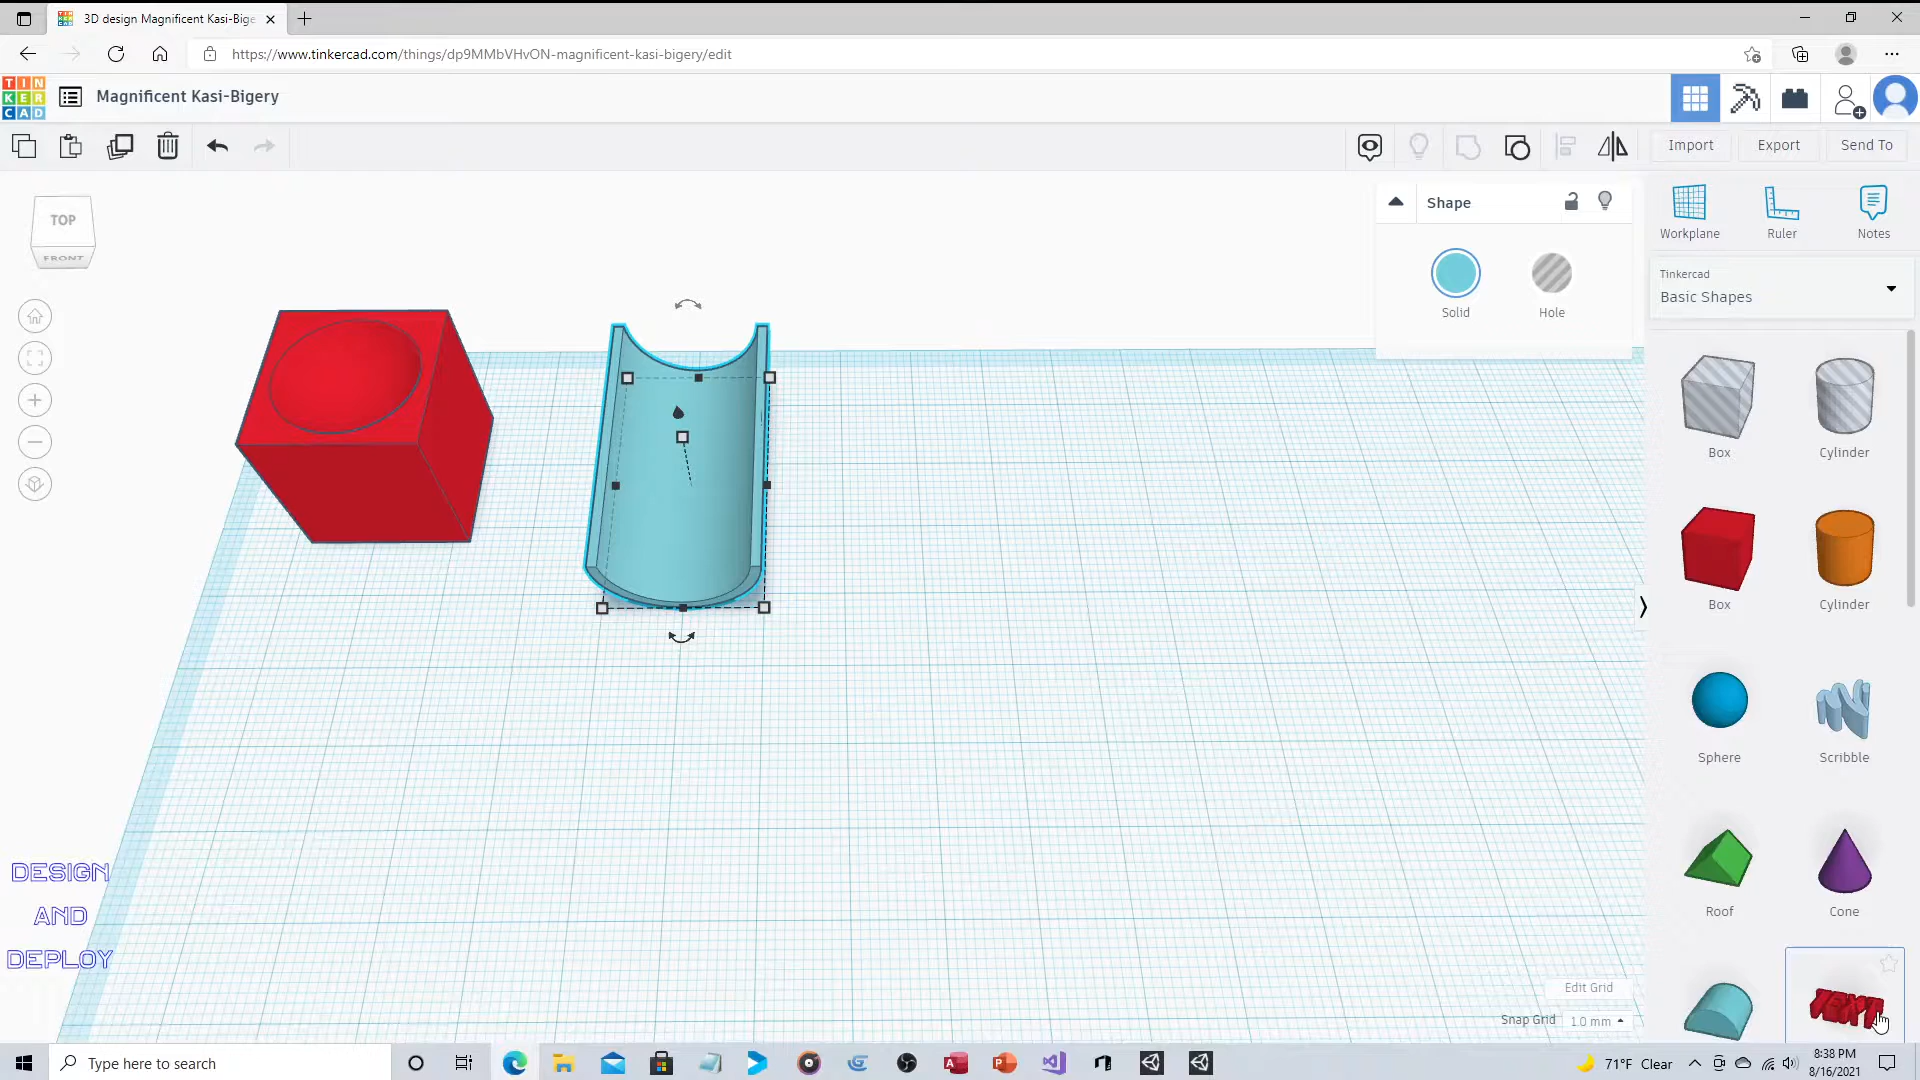 3D design Magnificent Kasi-Bige
https://www.tinkercad.com/things/dp9MMbVHvON-magnificent-kasi-bigery/edit
TIN
KER
CAD
Magnificent Kasi-Bigery
Import
Export
Send To
TOP
FRONT
Shape
Solid
Hole
Workplane
Ruler
Notes
Tinkercad
Basic Shapes
Box
Cylinder
Box
Cylinder
Sphere
Scribble
Roof
Cone
TEXT
DESIGN
AND
DEPLOY
Edit Grid
Snap Grid
1.0 mm
Type here to search
71°F Clear
8:38 PM
8/16/2021